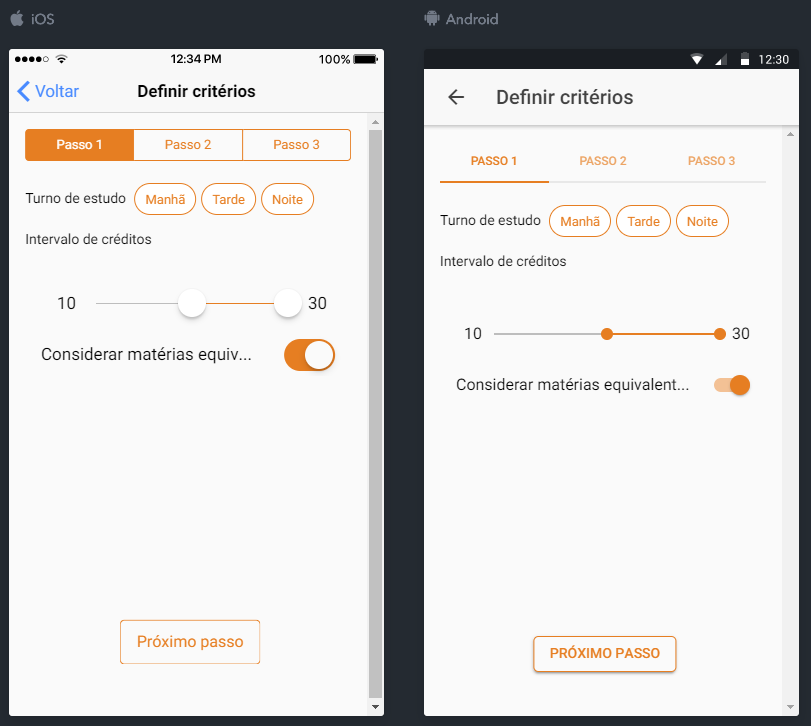 iOS
12:34 PM 100%
Voltar Definir critérios
Passo 1 Passo 2 Passo 3
Turno de estudo Manhã Tarde Noite
Intervalo de créditos
10 30
Considerar matérias equiv...
Próximo passo
Android
12:30
Definir critérios
PASSO 1 PASSO 2 PASSO 3
Turno de estudo Manhã Tarde Noite
Intervalo de créditos
10 30
Considerar matérias equivalent...
PRÓXIMO PASSO